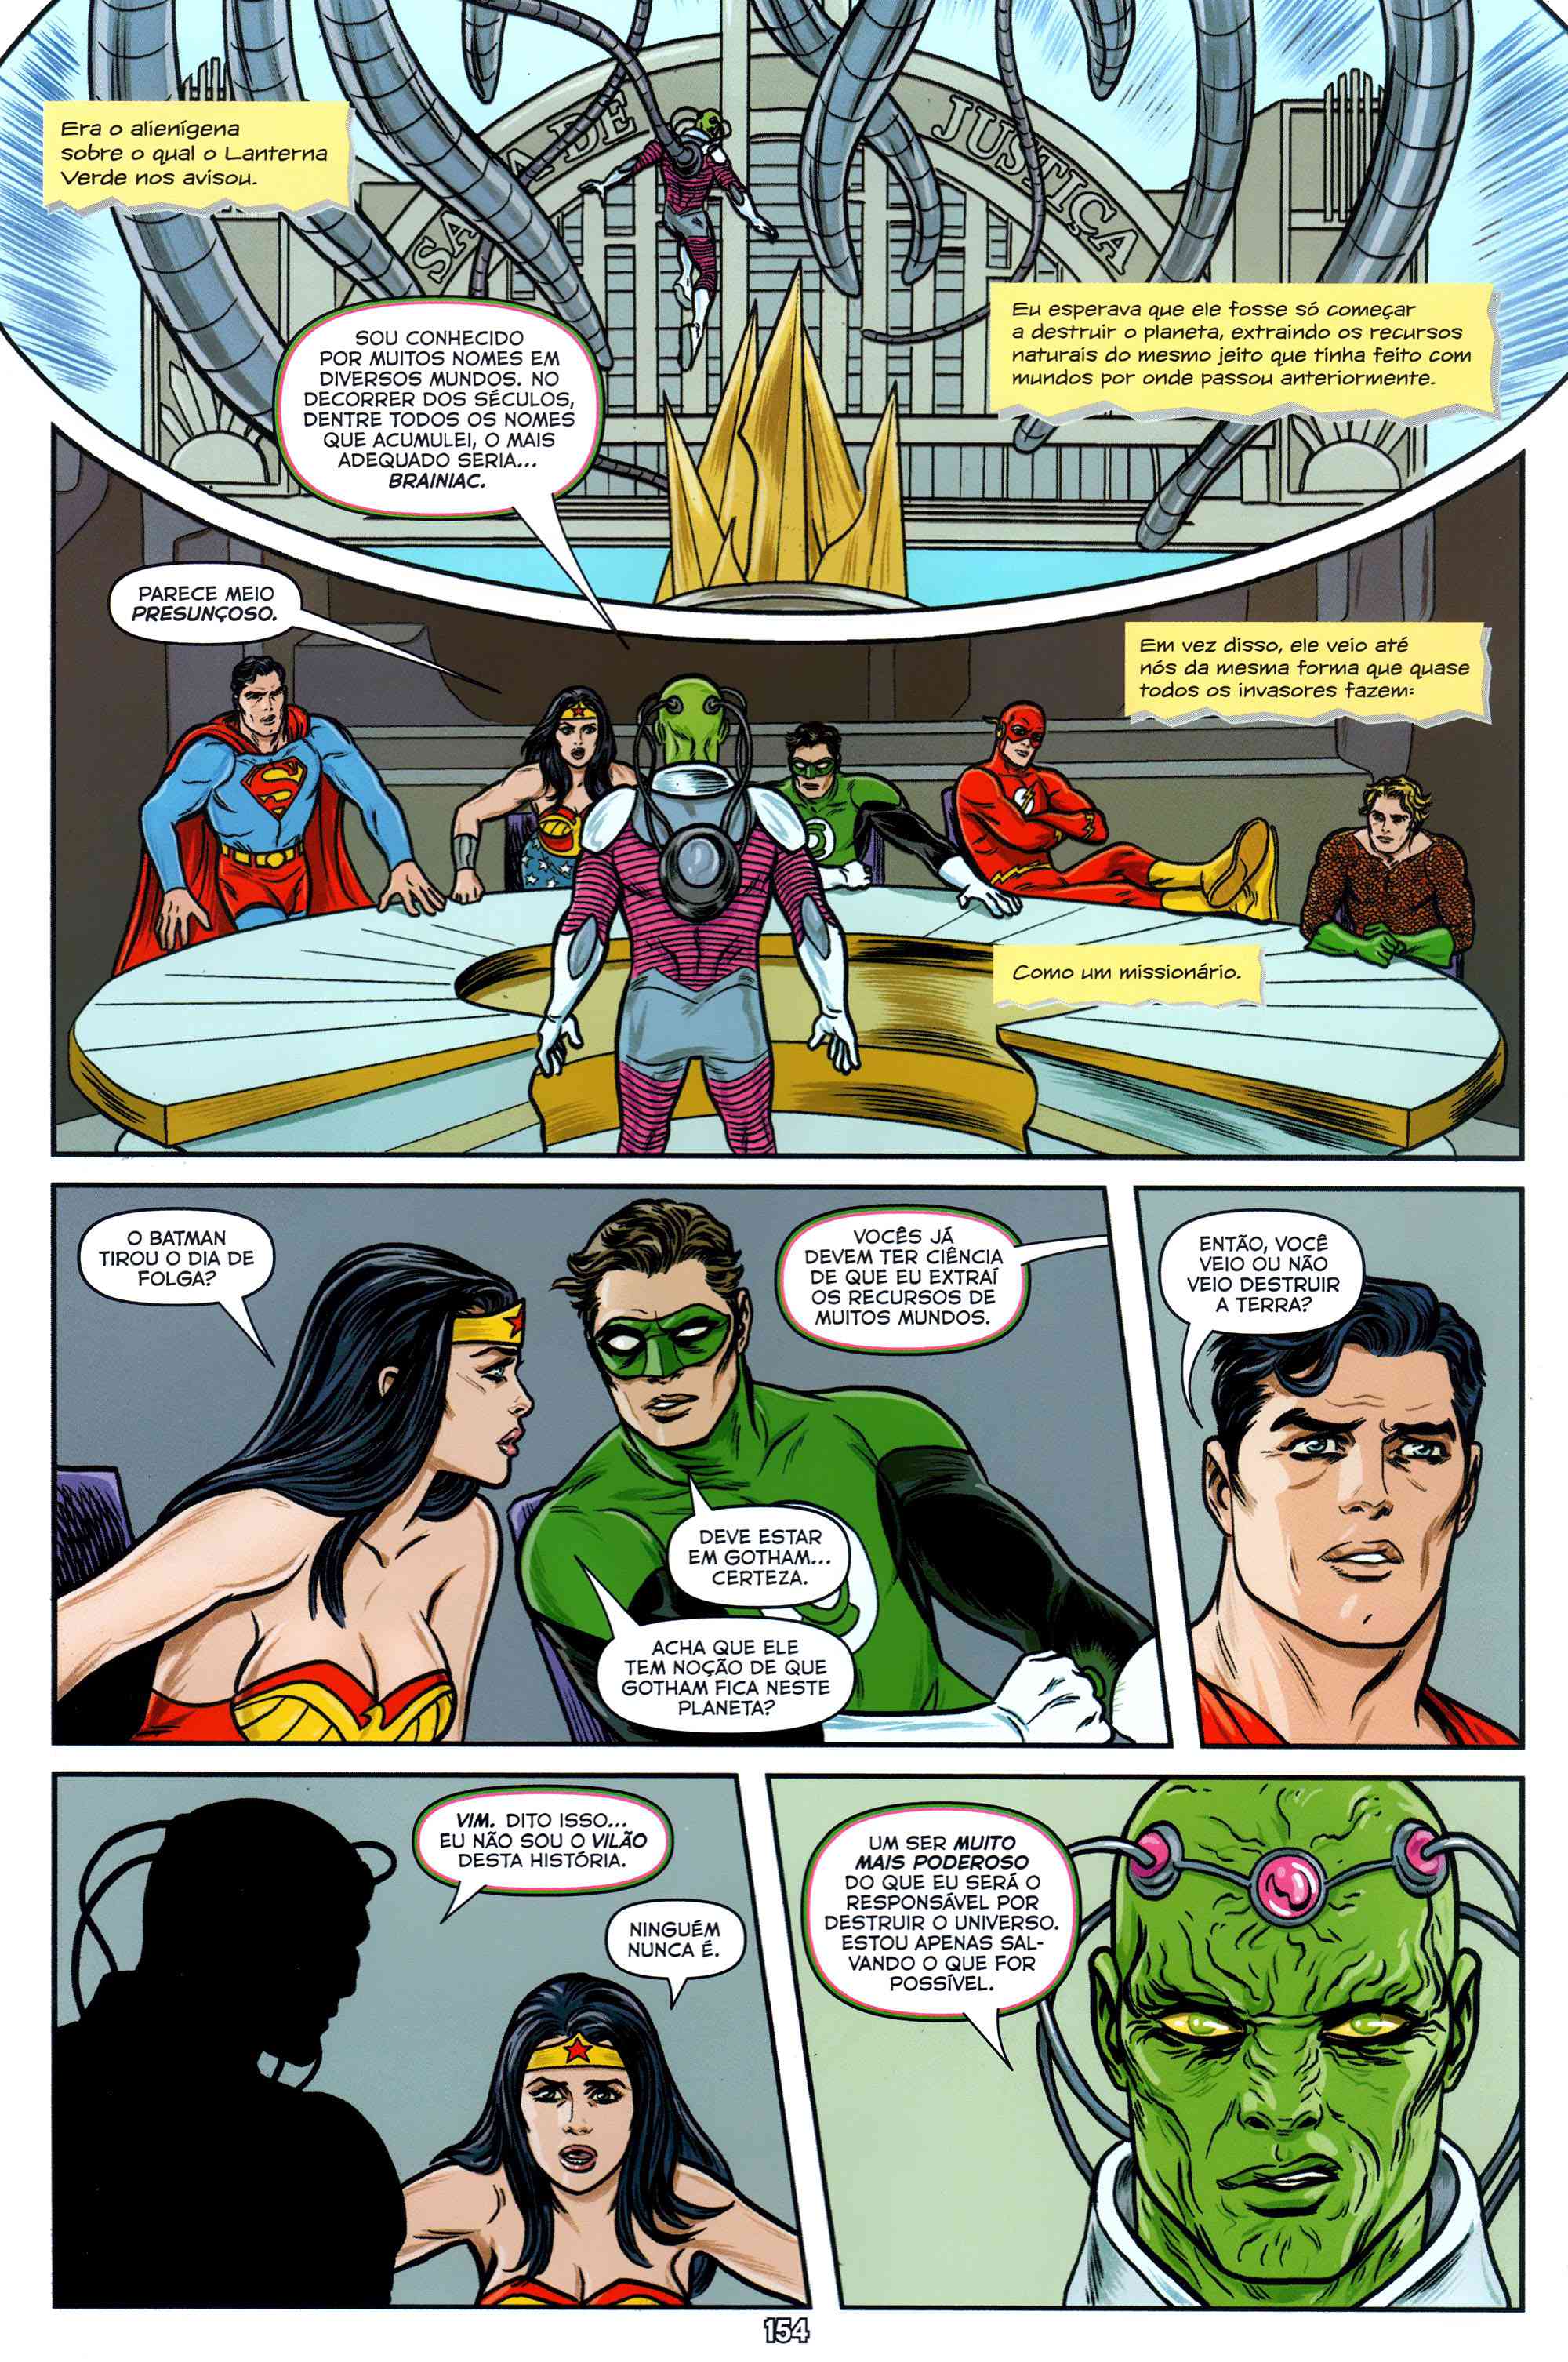 Era o alienígena
sobre o qual o Lanterna
Verde nos avisou.
SALA DE JUSTIÇA
Eu esperava que ele fosse só começar
a destruir o planeta, extraindo os recursos
naturais do mesmo jeito que tinha feito com
mundos por onde passou anteriormente.
SOU CONHECIDO
POR MUITOS NOMES EM
DIVERSOS MUNDOS. NO
DECORRER DOS SÉCULOS,
DENTRE TODOS OS NOMES
QUE ACUMULEI, O MAIS
ADEQUADO SERIA...
BRAINIAC.
PARECE MEIO
PRESUNÇOSO.
Em vez disso, ele veio até
nós da mesma forma que quase
todos os invasores fazem:
Como um missionário.
O BATMAN
TIROU O DIA DE
FOLGA?
VOCÊS JÁ
DEVEM TER CIÊNCIA
DE QUE EU EXTRAÍ
OS RECURSOS DE
MUITOS MUNDOS.
DEVE ESTAR
EM GOTHAM...
CERTEZA.
ACHA QUE ELE
TEM NOÇÃO DE QUE
GOTHAM FICA NESTE
PLANETA?
ENTÃO, VOCÊ
VEIO OU NÃO
VEIO DESTRUIR
A TERRA?
VIM. DITO ISSO...
EU NÃO SOU O VILÃO
DESTA HISTÓRIA.
NINGUÉM
NUNCA É.
UM SER MUITO
MAIS PODEROSO
DO QUE EU SERÁ O
RESPONSÁVEL POR
DESTRUIR O UNIVERSO.
ESTOU APENAS SAL-
VANDO O QUE FOR
POSSÍVEL.
154